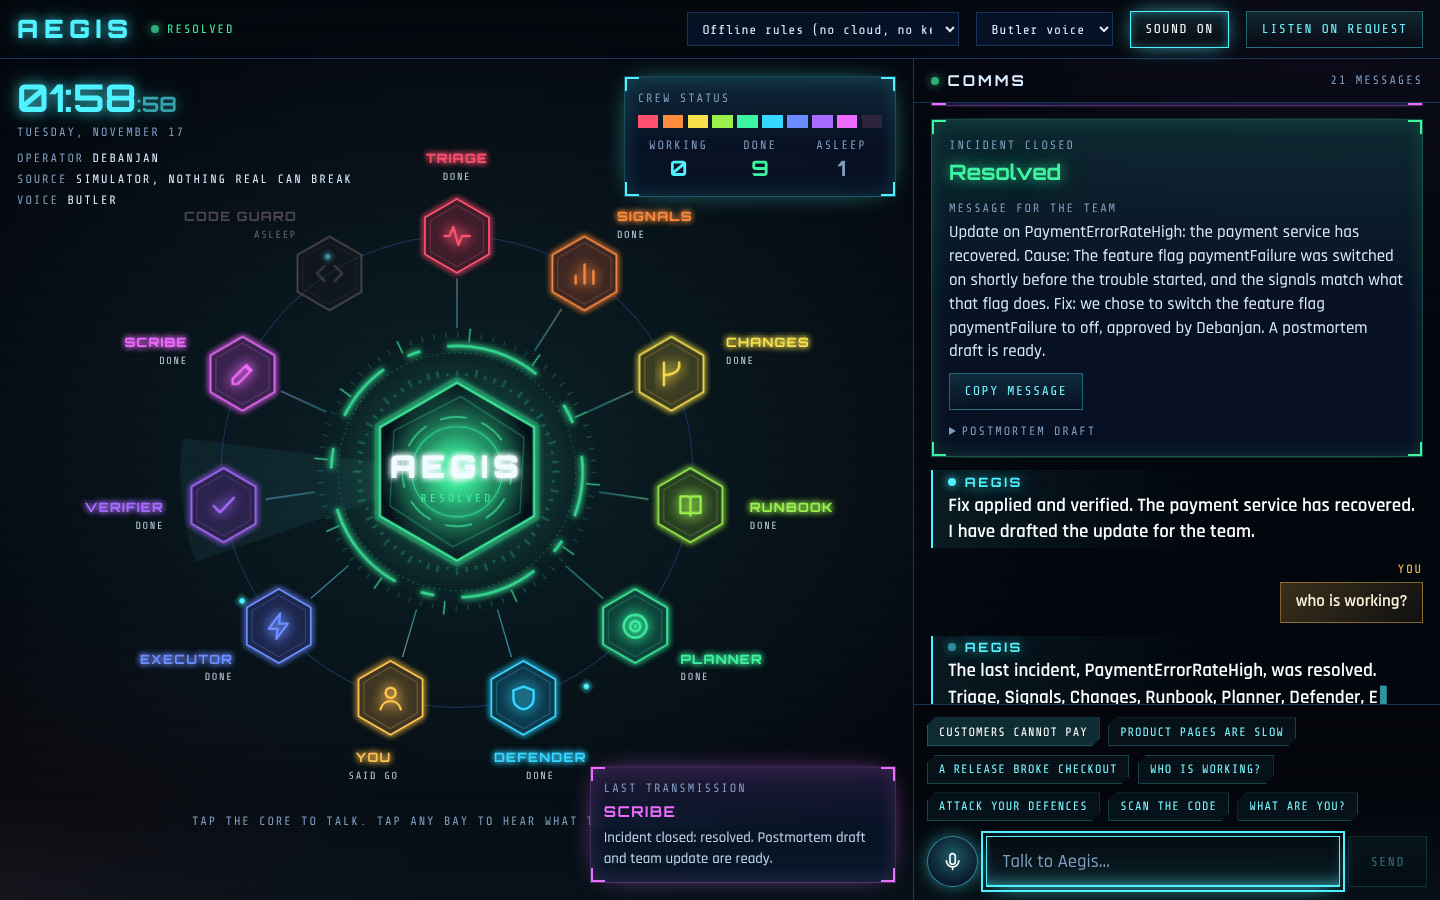 AEGIS
RESOLVED
Offline rules (no cloud, no ke
Butler voice
SOUND ON
LISTEN ON REQUEST
01:58:58
TUESDAY, NOVEMBER 17
OPERATOR DEBANJAN
SOURCE SIMULATOR, NOTHING REAL CAN BREAK
VOICE BUTLER
CREW STATUS
WORKING DONE ASLEEP
0 9 1
TRIAGE
DONE
SIGNALS
DONE
CHANGES
DONE
RUNBOOK
DONE
PLANNER
DONE
DEFENDER
DONE
YOU
SAID GO
EXECUTOR
DONE
VERIFIER
DONE
SCRIBE
DONE
CODE GUARD
ASLEEP
AEGIS
RESOLVED
TAP THE CORE TO TALK. TAP ANY BAY TO HEAR WHAT
LAST TRANSMISSION
SCRIBE
Incident closed: resolved. Postmortem draft
and team update are ready.
COMMS
21 MESSAGES
INCIDENT CLOSED
Resolved
MESSAGE FOR THE TEAM
Update on PaymentErrorRateHigh: the payment service has
recovered. Cause: The feature flag paymentFailure was switched
on shortly before the trouble started, and the signals match what
that flag does. Fix: we chose to switch the feature flag
paymentFailure to off, approved by Debanjan. A postmortem
draft is ready.
COPY MESSAGE
POSTMORTEM DRAFT
AEGIS
Fix applied and verified. The payment service has recovered.
I have drafted the update for the team.
YOU
who is working?
AEGIS
The last incident, PaymentErrorRateHigh, was resolved.
Triage, Signals, Changes, Runbook, Planner, Defender, E
CUSTOMERS CANNOT PAY
PRODUCT PAGES ARE SLOW
A RELEASE BROKE CHECKOUT
WHO IS WORKING?
ATTACK YOUR DEFENCES
SCAN THE CODE
WHAT ARE YOU?
Talk to Aegis...
SEND